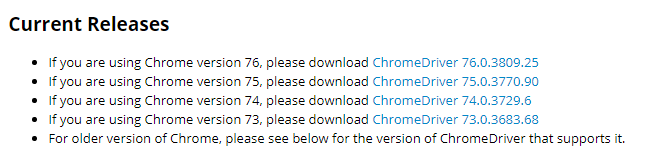 Current Releases
If you are using Chrome version 76, please download ChromeDriver 76.0.3809.25
If you are using Chrome version 75, please download ChromeDriver 75.0.3770.90
If you are using Chrome version 74, please download ChromeDriver 74.0.3729.6
If you are using Chrome version 73, please download ChromeDriver 73.0.3683.68
For older version of Chrome, please see below for the version of ChromeDriver that supports it.